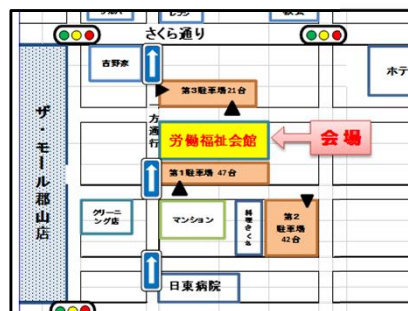 さくら通り
吉野家
第3駐車場21台
ホテ
一方通行
労働福祉会館
会場
ザ・モール郡山店
第1駐車場 47台
クリーニング店
マンション
第2
駐車場
42台
日東病院